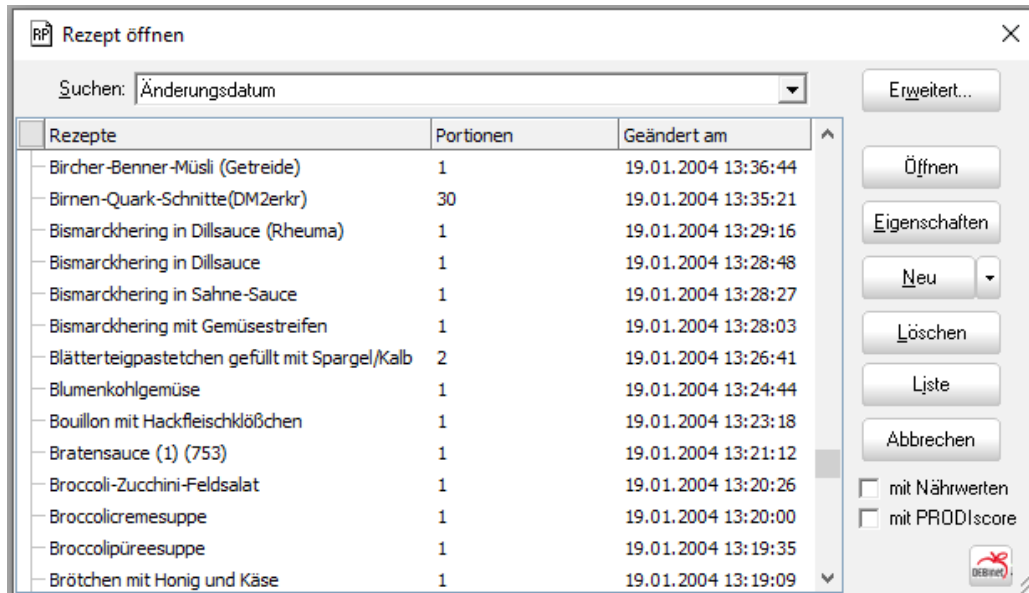 RP Rezept öffnen
Suchen: Änderungsdatum
Erweitert...
Rezepte Portionen Geändert am
Bircher-Benner-Müsli (Getreide) 1 19.01.2004 13:36:44
Öffnen
Birnen-Quark-Schnitte(DM2erkr) 30 19.01.2004 13:35:21
Bismarckhering in Dillsauce (Rheuma) 1 19.01.2004 13:29:16
Eigenschaften
Bismarckhering in Dillsauce 1 19.01.2004 13:28:48
Neu
Bismarckhering in Sahne-Sauce 1 19.01.2004 13:28:27
Bismarckhering mit Gemüsestreifen 1 19.01.2004 13:28:03
Löschen
Blätterteigpastetchen gefüllt mit Spargel/Kalb 2 19.01.2004 13:26:41
Blumenkohlgemüse 1 19.01.2004 13:24:44
Liste
Bouillon mit Hackfleischklößchen 1 19.01.2004 13:23:18
Abbrechen
Bratensauce (1) (753) 1 19.01.2004 13:21:12
Broccoli-Zucchini-Feldsalat 1 19.01.2004 13:20:26
mit Nährwerten
Broccolicremesuppe 1 19.01.2004 13:20:00
mit PRODIscore
Broccolipüreesuppe 1 19.01.2004 13:19:35
Brötchen mit Honig und Käse 1 19.01.2004 13:19:09
DEBInet